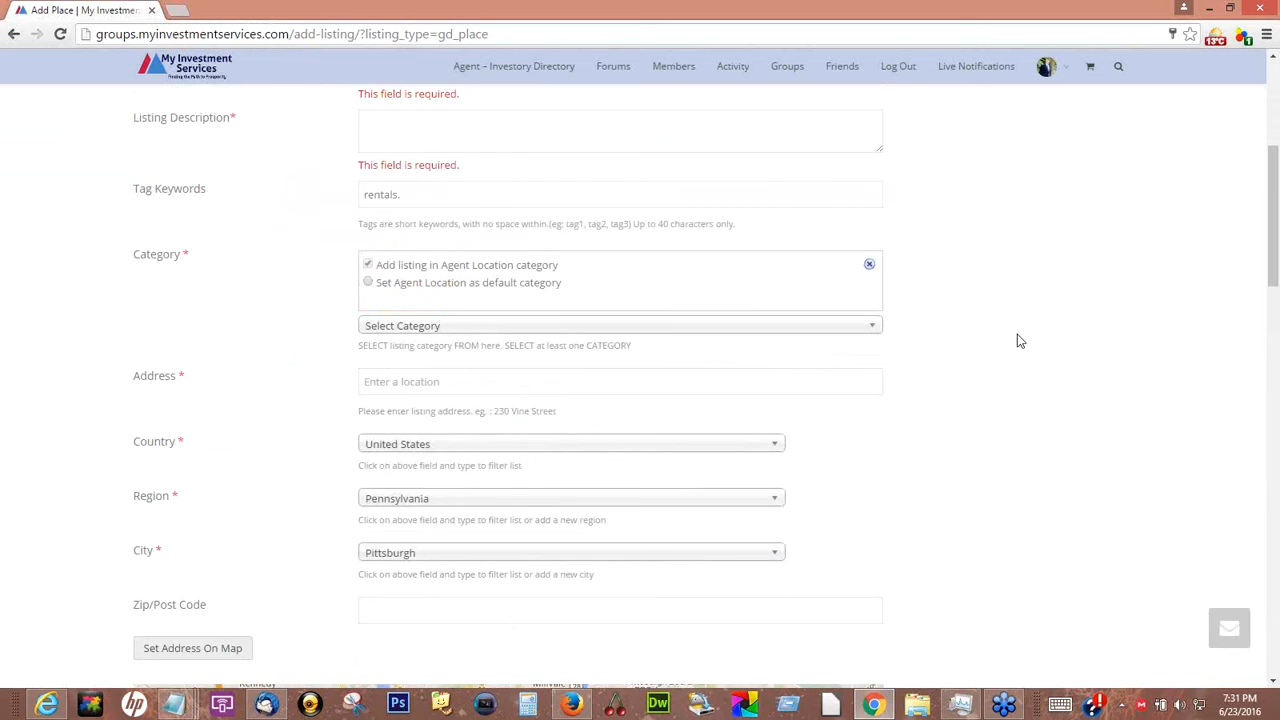 Add Place | My Investmen
groups.myinvestmentservices.com/add-listing/?listing_type=gd_place
My Investment
Services
Finding the Path to Prosperity
Agent – Investory Directory
Forums
Members
Activity
Groups
Friends
Log Out
Live Notifications
This field is required.
Listing Description*
This field is required.
Tag Keywords
rentals.
Tags are short keywords, with no space within.(eg: tag1, tag2, tag3) Up to 40 characters only.
Category *
Add listing in Agent Location category
Set Agent Location as default category
Select Category
SELECT listing category FROM here. SELECT at least one CATEGORY
Address *
Enter a location
Please enter listing address. eg. : 230 Vine Street
Country *
United States
Click on above field and type to filter list
Region *
Pennsylvania
Click on above field and type to filter list or add a new region
City *
Pittsburgh
Click on above field and type to filter list or add a new city
Zip/Post Code
Set Address On Map
13°C
1
hp
Ps
Dw
7:31 PM
6/23/2016